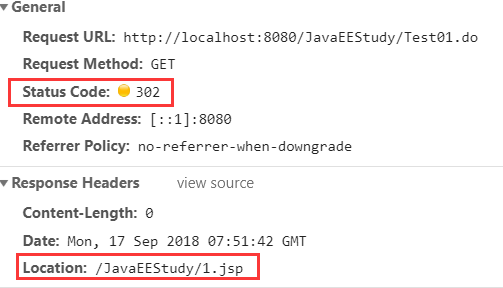 General
Request URL: http://localhost:8080/JavaEEStudy/Test01.do
Request Method: GET
Status Code: 302
Remote Address: [::1]:8080
Referrer Policy: no-referrer-when-downgrade
Response Headers view source
Content-Length: 0
Date: Mon, 17 Sep 2018 07:51:42 GMT
Location: /JavaEEStudy/1.jsp